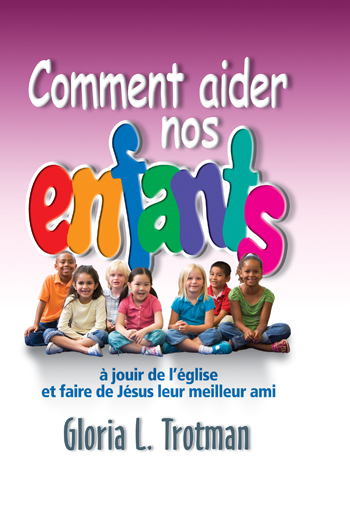 Comment aider
nos
enfants
à jouir de l'église
et faire de Jésus leur meilleur ami
Gloria L. Trotman